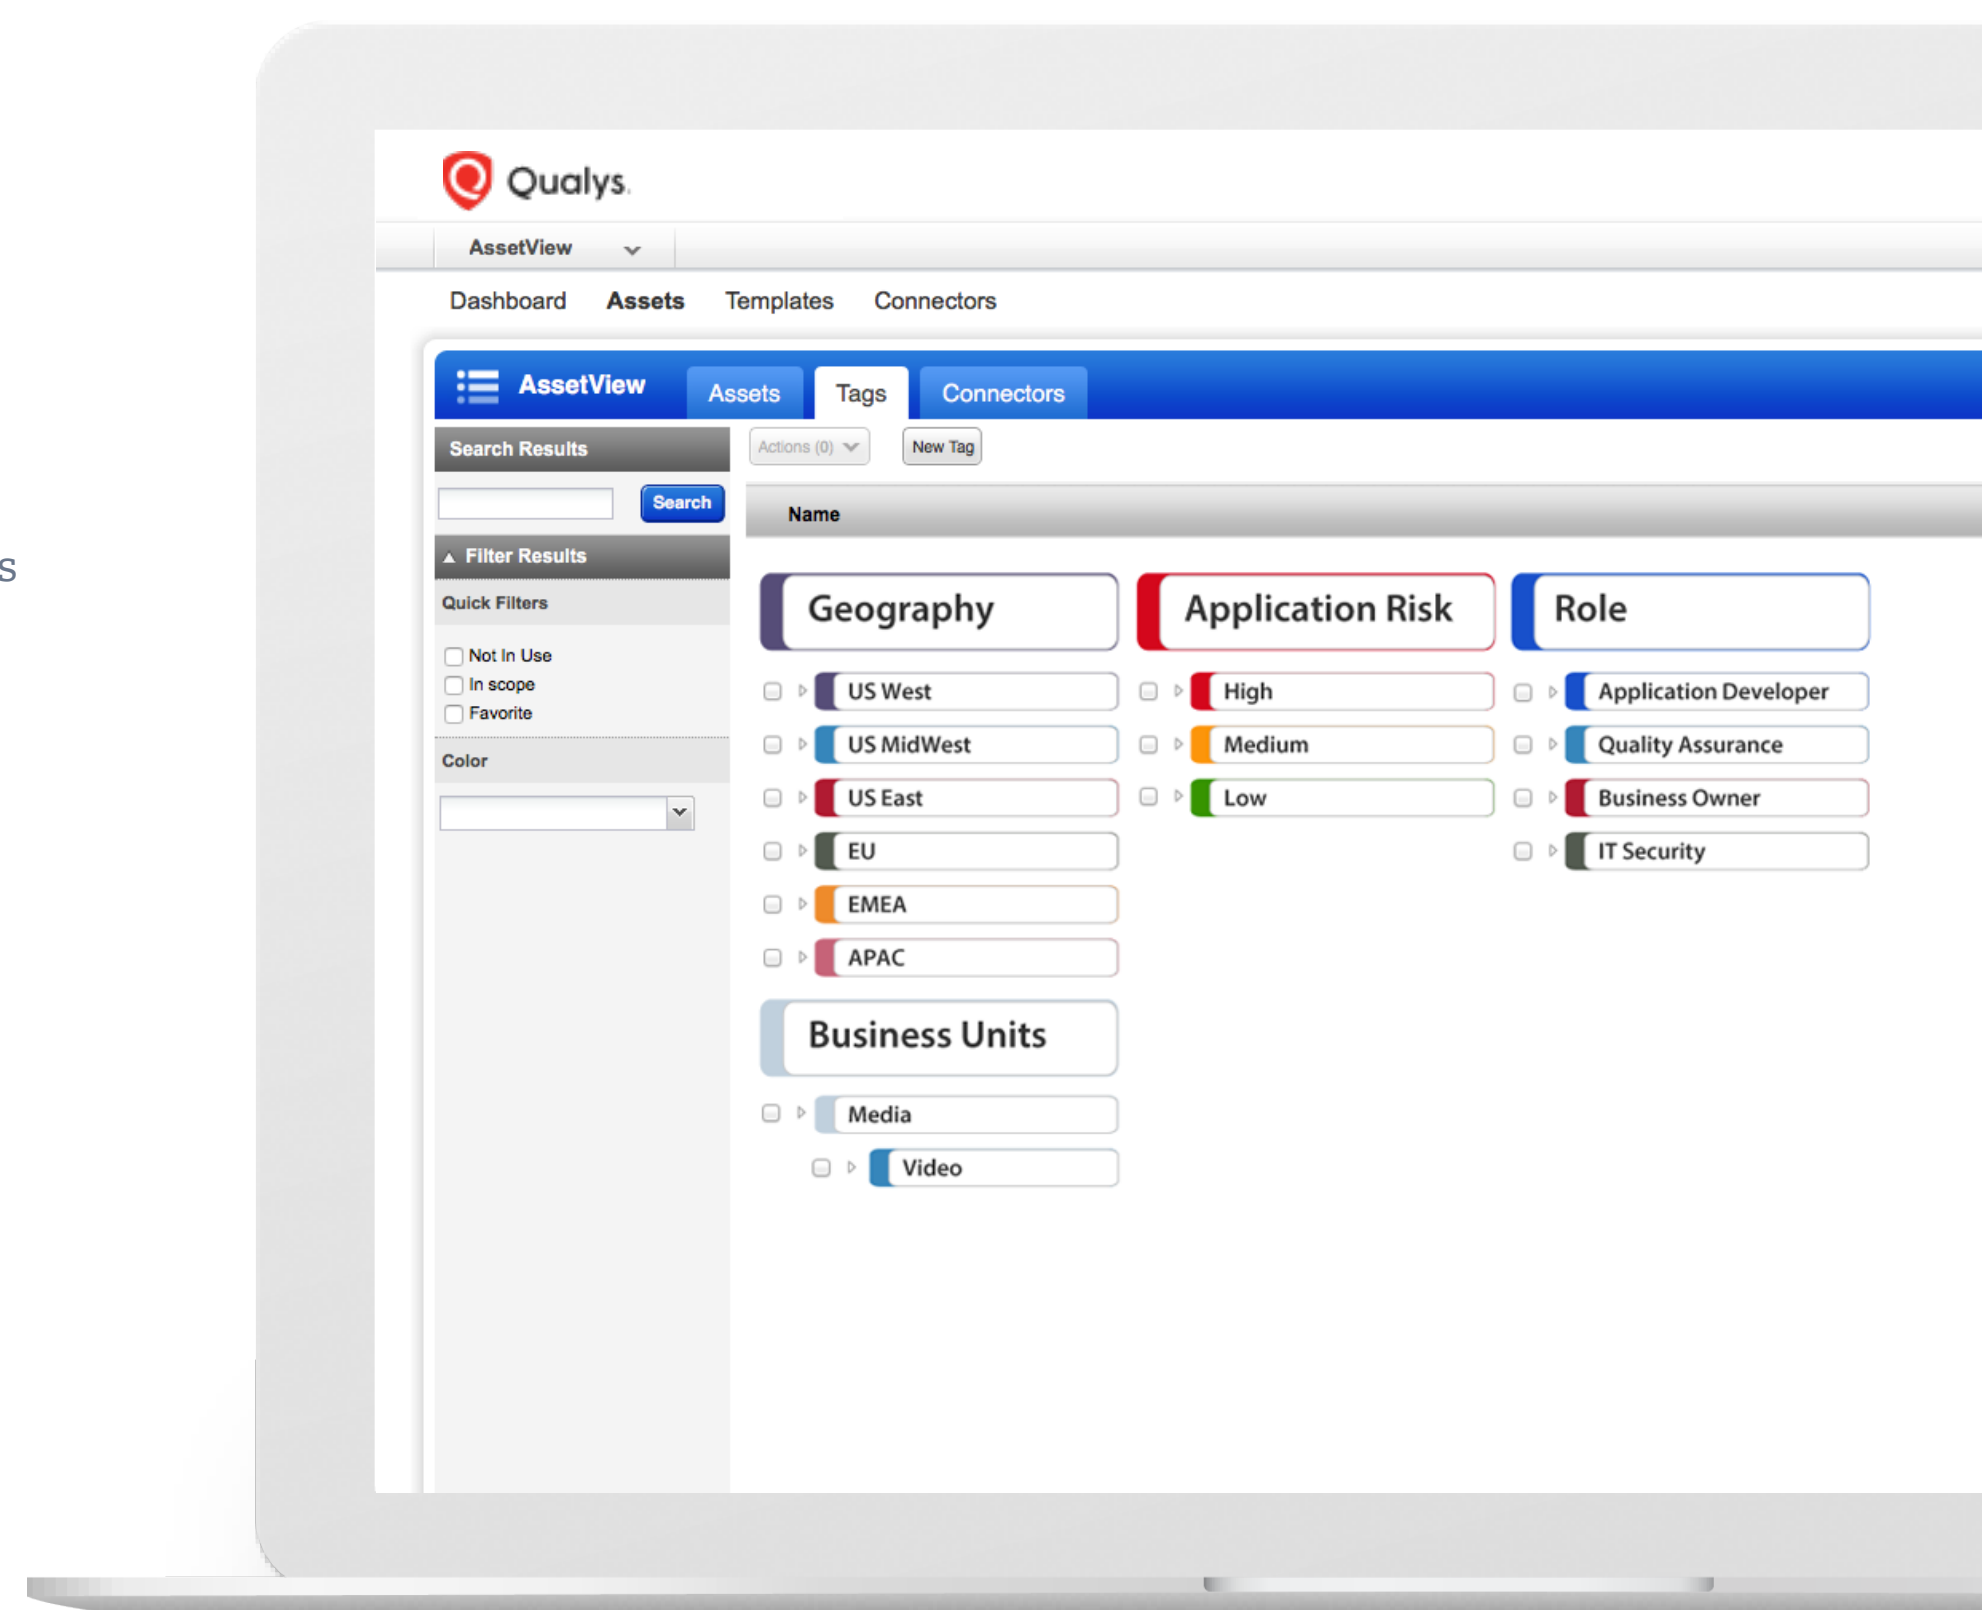 Qualys.
AssetView
Dashboard Assets Templates Connectors
AssetView Assets Tags Connectors
Search Results
Actions (0) New Tag
Search
Name
s
Filter Results
Quick Filters
Not In Use
In scope
Favorite
Color
Geography
US West
US MidWest
US East
EU
EMEA
APAC
Business Units
Media
Video
Application Risk
High
Medium
Low
Role
Application Developer
Quality Assurance
Business Owner
IT Security